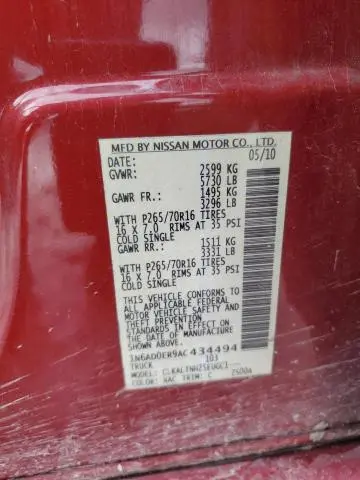 MFD BY NISSAN MOTOR CO., LTD.
DATE: 05/10
GVWR: 2599 KG
5730 LB
GAWR FR.: 1495 KG
3296 LB
WITH P265/70R16 TIRES
16 X 7.0 RIMS AT 35 PSI
COLD SINGLE
GAWR RR.: 1511 KG
3331 LB
WITH P265/70R16 TIRES
16 X 7.0 RIMS AT 35 PSI
COLD SINGLE
THIS VEHICLE CONFORMS TO
ALL APPLICABLE FEDERAL
MOTOR VEHICLE SAFETY AND
THEFT PREVENTION
STANDARDS IN EFFECT ON
THE DATE OF MANUFACTURE
SHOWN ABOVE.
1N6AD0ER9AC434494
TRUCK 103
MODEL:
COLOR: TRIM: C